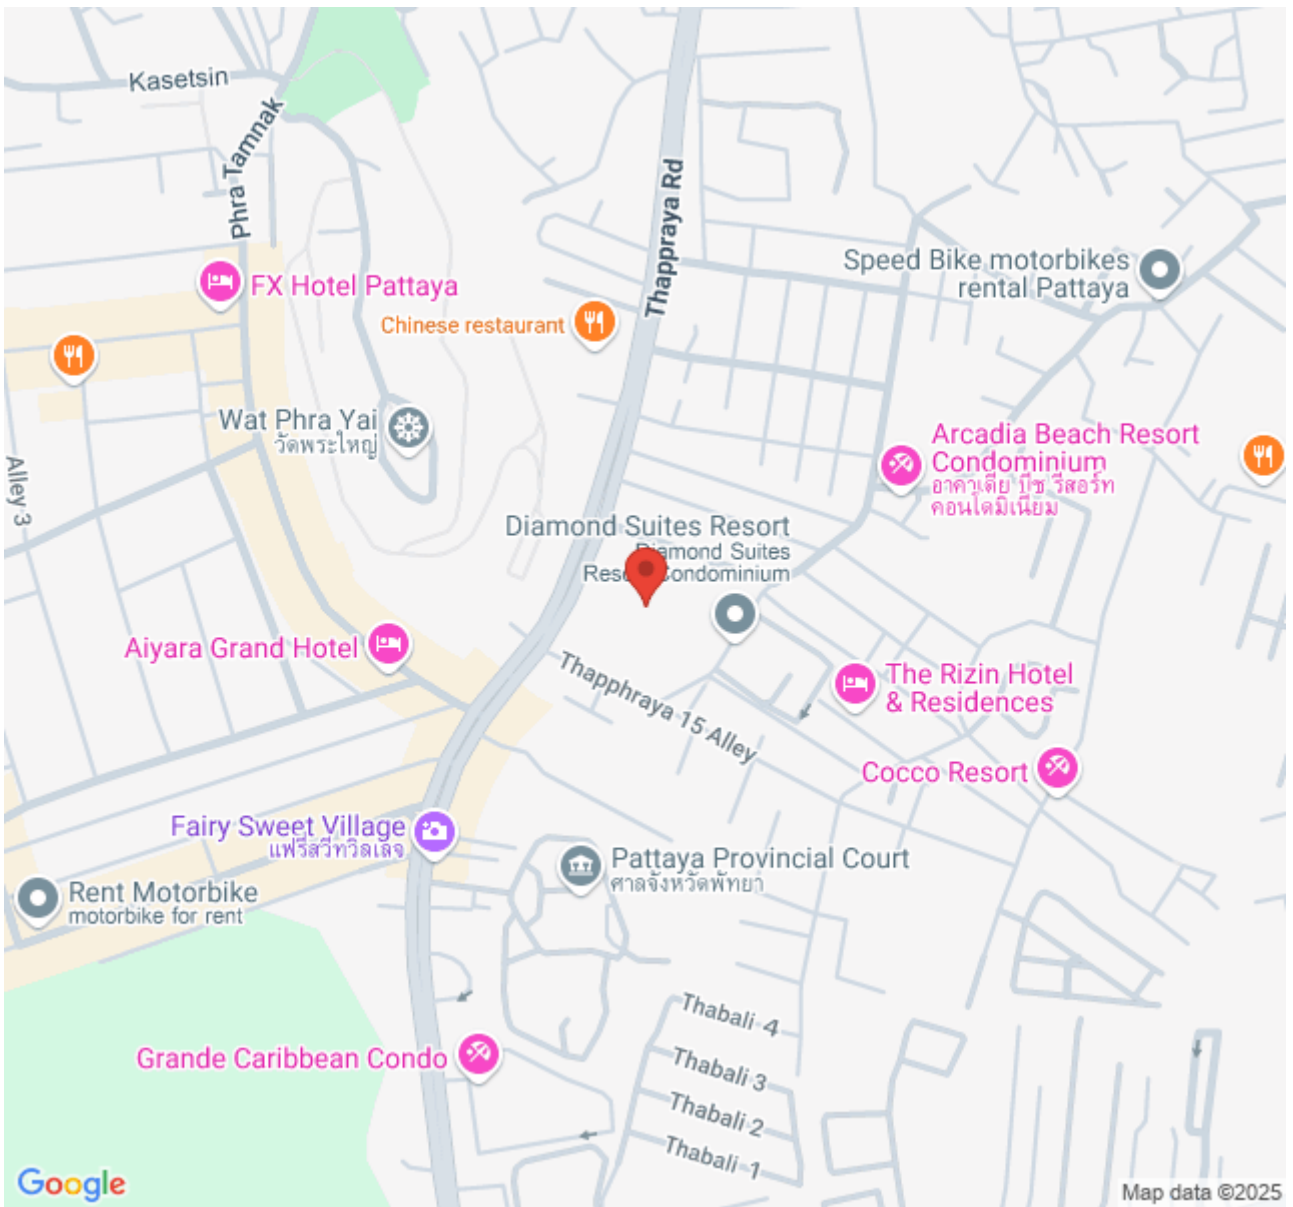 Kasetsin
Phra Tamnak
Thappraya Rd
Speed Bike motorbikes
rental Pattaya
FX Hotel Pattaya
Chinese restaurant
Wat Phra Yai
วัดพระใหญ่
Arcadia Beach Resort
Condominium
อาคาเดีย บีช รีสอร์ท
คอนโดมิเนียม
Alley 3
Diamond Suites Resort
Diamond Suites
Condominium
Aiyara Grand Hotel
Thapphraya 15 Alley
The Rizin Hotel
& Residences
Cocco Resort
Fairy Sweet Village
แฟรี่สวีทวิลเลจ
Pattaya Provincial Court
ศาลจังหวัดพัทยา
Rent Motorbike
motorbike for rent
Thabali 4
Grande Caribbean Condo
Thabali 3
Thabali 2
Thabali 1
Google
Map data ©2025